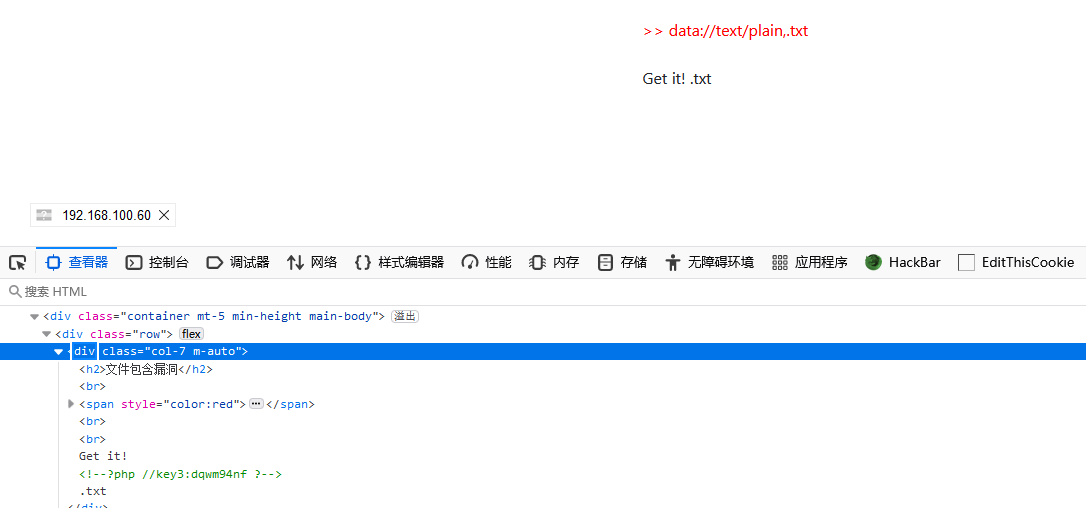 >> data://text/plain,.txt
Get it! .txt
192.168.100.60
查看器 控制台 调试器 网络 样式编辑器 性能 内存 存储 无障碍环境 应用程序 HackBar EditThisCookie
搜索 HTML
<div class="container mt-5 min-height main-body"> 溢出
<div class="row"> flex
<div class="col-7 m-auto">
<h2>文件包含漏洞</h2>
<br>
<span style="color:red"> ••• </span>
<br>
<br>
Get it!
<!--?php //key3:dqwm94nf ?-->
.txt
</div>